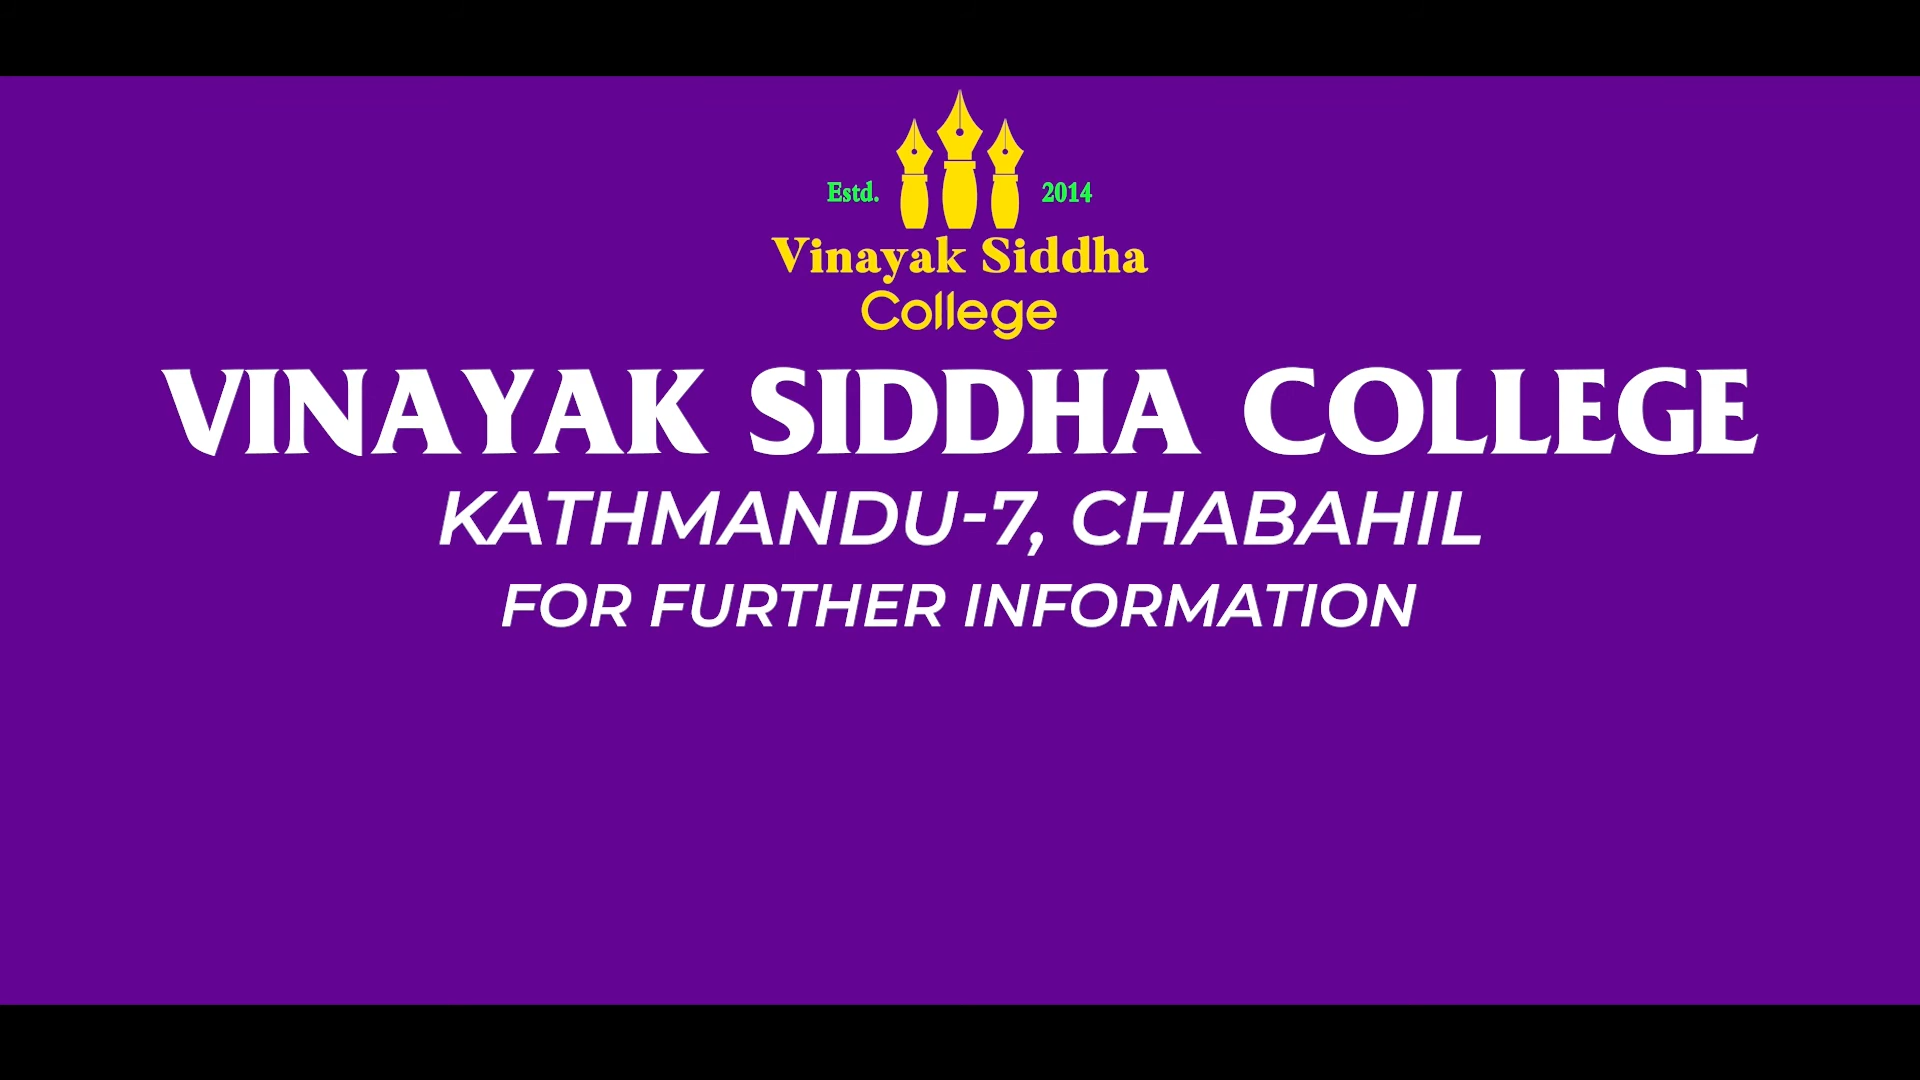 Estd. 2014
Vinayak Siddha
College
VINAYAK SIDDHA COLLEGE
KATHMANDU-7, CHABAHIL
FOR FURTHER INFORMATION